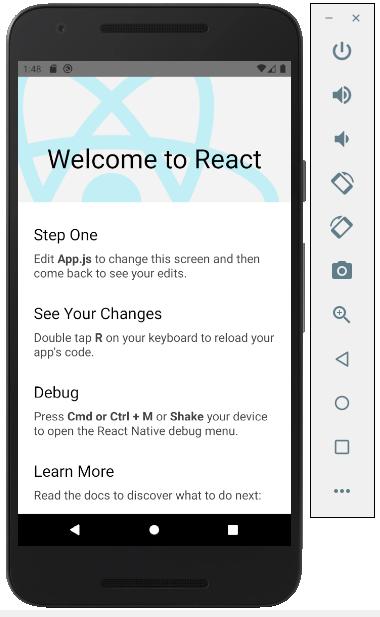 1:48
Welcome to React
Step One
Edit App.js to change this screen and then
come back to see your edits.
See Your Changes
Double tap R on your keyboard to reload your
app's code.
Debug
Press Cmd or Ctrl + M or Shake your device
to open the React Native debug menu.
Learn More
Read the docs to discover what to do next: